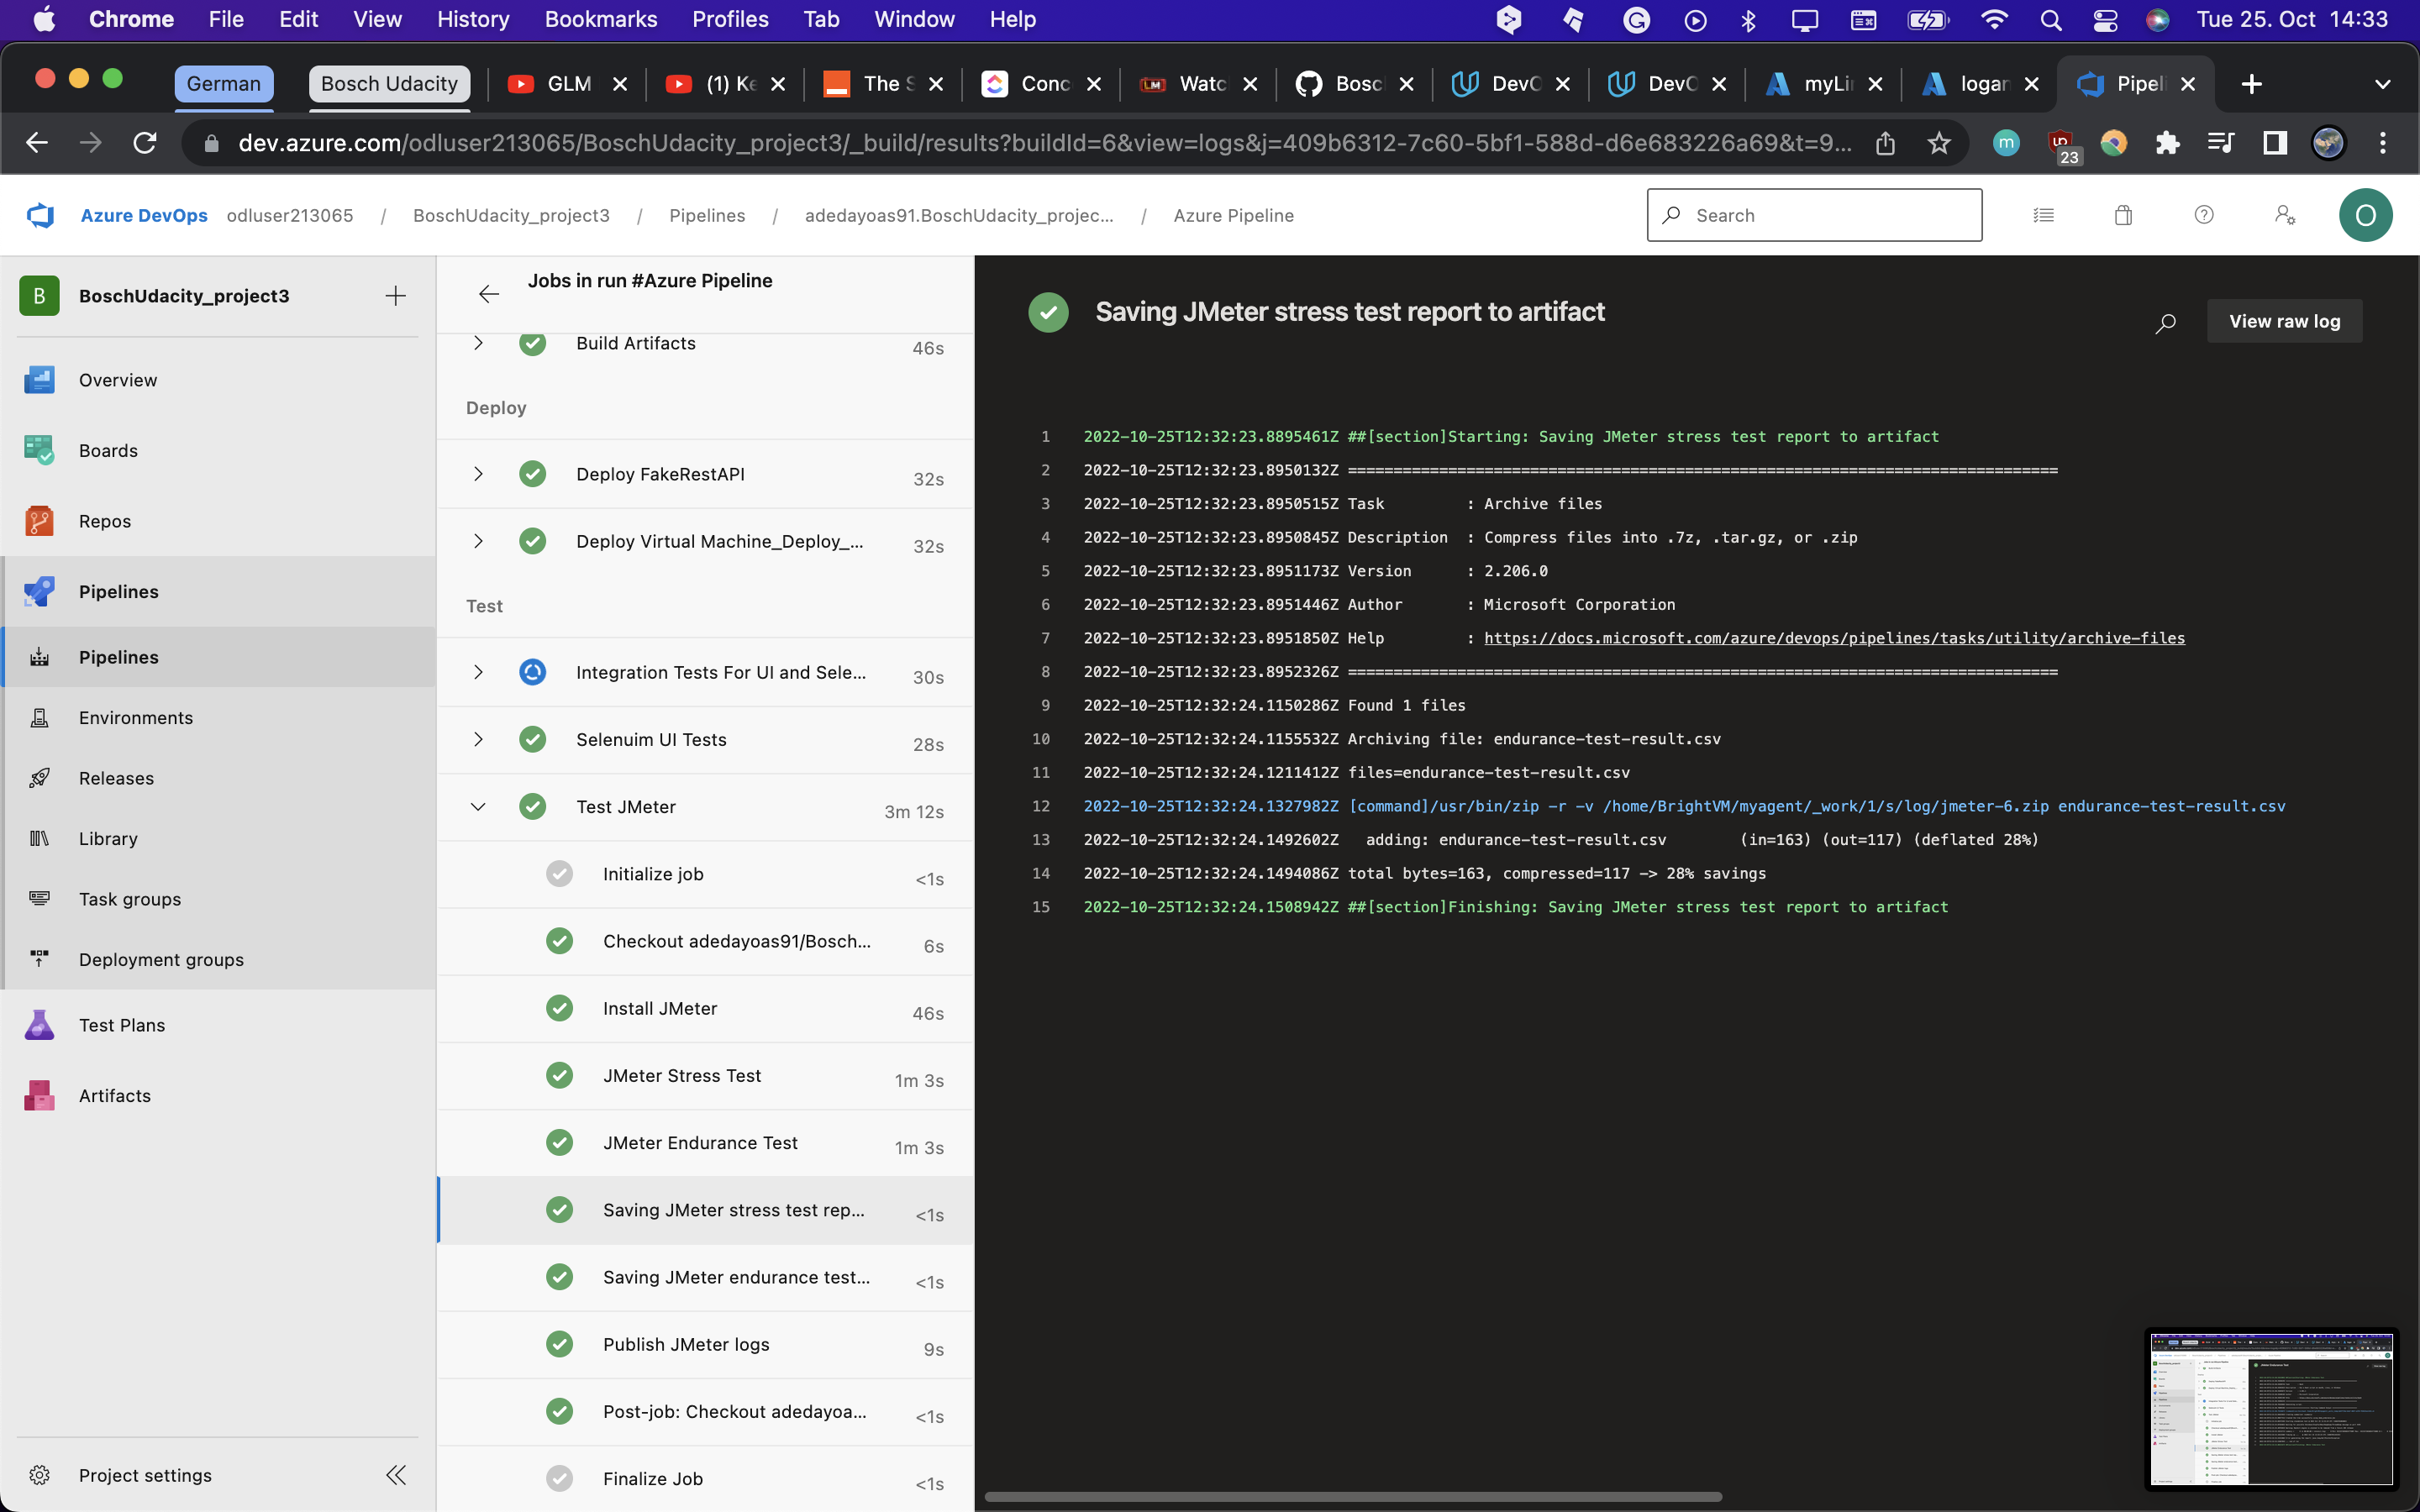 Chrome File Edit View History Bookmarks Profiles Tab Window Help Tue 25. Oct 14:33
German Bosch Udacity GLM (1) Ke The S Conc Watc Bosc DevO DevO myLi logan Pipeli
dev.azure.com/odluser213065/BoschUdacity_project3/_build/results?buildId=6&view=logs&j=409b6312-7c60-5bf1-588d-d6e683226a69&t=9... m 23
Azure DevOps odluser213065 / BoschUdacity_project3 / Pipelines / adedayoas91.BoschUdacity_projec... / Azure Pipeline Search O
B BoschUdacity_project3
Overview
Boards
Repos
Pipelines
Pipelines
Environments
Releases
Library
Task groups
Deployment groups
Test Plans
Artifacts
Project settings
Jobs in run #Azure Pipeline
Build Artifacts 46s
Deploy
Deploy FakeRestAPI 32s
Deploy Virtual Machine_Deploy_... 32s
Test
Integration Tests For UI and Sele... 30s
Selenuim UI Tests 28s
Test JMeter 3m 12s
Initialize job <1s
Checkout adedayoas91/Bosch... 6s
Install JMeter 46s
JMeter Stress Test 1m 3s
JMeter Endurance Test 1m 3s
Saving JMeter stress test rep... <1s
Saving JMeter endurance test... <1s
Publish JMeter logs 9s
Post-job: Checkout adedayoa... <1s
Finalize Job <1s
Saving JMeter stress test report to artifact
View raw log
1 2022-10-25T12:32:23.8895461Z ##[section]Starting: Saving JMeter stress test report to artifact
2 2022-10-25T12:32:23.8950132Z ==============================================================================
3 2022-10-25T12:32:23.8950515Z Task : Archive files
4 2022-10-25T12:32:23.8950845Z Description : Compress files into .7z, .tar.gz, or .zip
5 2022-10-25T12:32:23.8951173Z Version : 2.206.0
6 2022-10-25T12:32:23.8951446Z Author : Microsoft Corporation
7 2022-10-25T12:32:23.8951850Z Help : https://docs.microsoft.com/azure/devops/pipelines/tasks/utility/archive-files
8 2022-10-25T12:32:23.8952326Z ==============================================================================
9 2022-10-25T12:32:24.1150286Z Found 1 files
10 2022-10-25T12:32:24.1155532Z Archiving file: endurance-test-result.csv
11 2022-10-25T12:32:24.1211412Z files=endurance-test-result.csv
12 2022-10-25T12:32:24.1327982Z [command]/usr/bin/zip -r -v /home/BrightVM/myagent/_work/1/s/log/jmeter-6.zip endurance-test-result.csv
13 2022-10-25T12:32:24.1492602Z adding: endurance-test-result.csv (in=163) (out=117) (deflated 28%)
14 2022-10-25T12:32:24.1494086Z total bytes=163, compressed=117 -> 28% savings
15 2022-10-25T12:32:24.1508942Z ##[section]Finishing: Saving JMeter stress test report to artifact